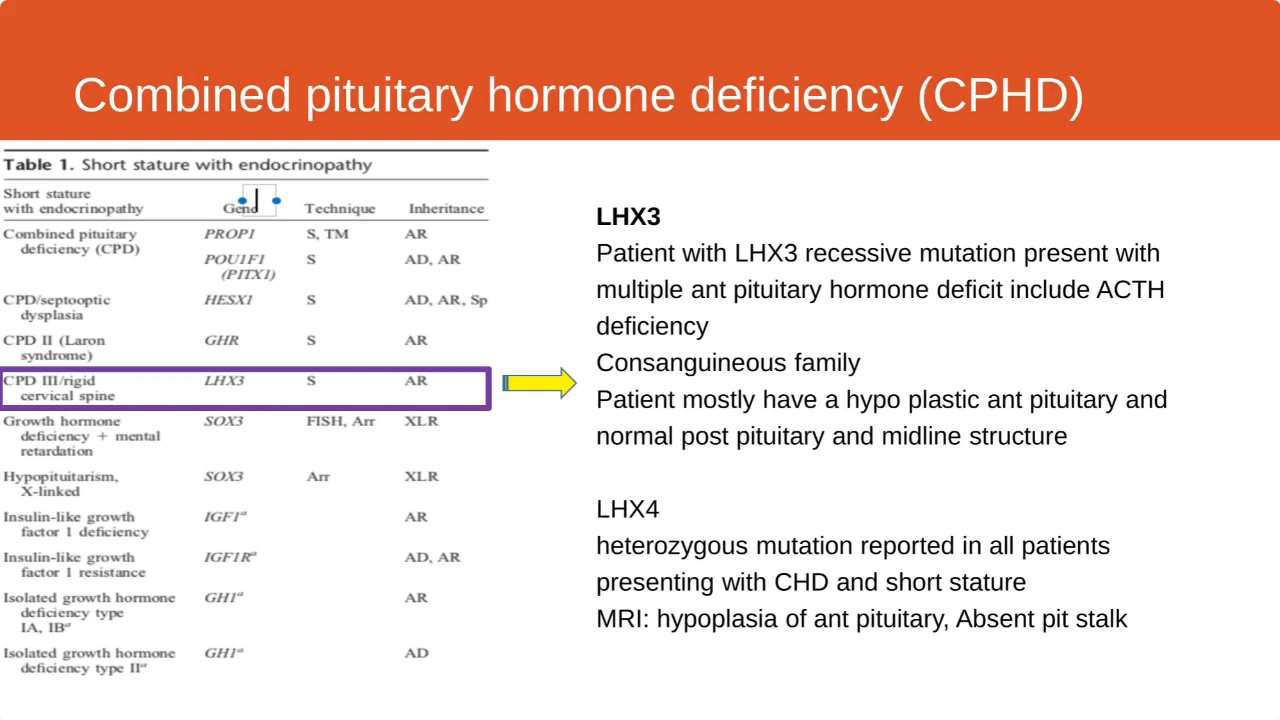 Combined pituitary hormone deficiency (CPHD)
Table 1. Short stature with endocrinopathy
Short stature
with endocrinopathy Gene Technique Inheritance
Combined pituitary PROP1 S, TM AR
deficiency (CPD)
POU1F1 S AD, AR
(PITX1)
CPD/septooptic HESX1 S AD, AR, Sp
dysplasia
CPD II (Laron GHR S AR
syndrome)
CPD III/rigid LHX3 S AR
cervical spine
Growth hormone SOX3 FISH, Arr XLR
deficiency + mental
retardation
Hypopituitarism, SOX3 Arr XLR
X-linked
Insulin-like growth IGF1a AR
factor 1 deficiency
Insulin-like growth IGF1Ra AD, AR
factor 1 resistance
Isolated growth hormone GH1a AR
deficiency type
IA, IBa
Isolated growth hormone GH1a AD
deficiency type IIa
LHX3
Patient with LHX3 recessive mutation present with
multiple ant pituitary hormone deficit include ACTH
deficiency
Consanguineous family
Patient mostly have a hypo plastic ant pituitary and
normal post pituitary and midline structure
LHX4
heterozygous mutation reported in all patients
presenting with CHD and short stature
MRI: hypoplasia of ant pituitary, Absent pit stalk